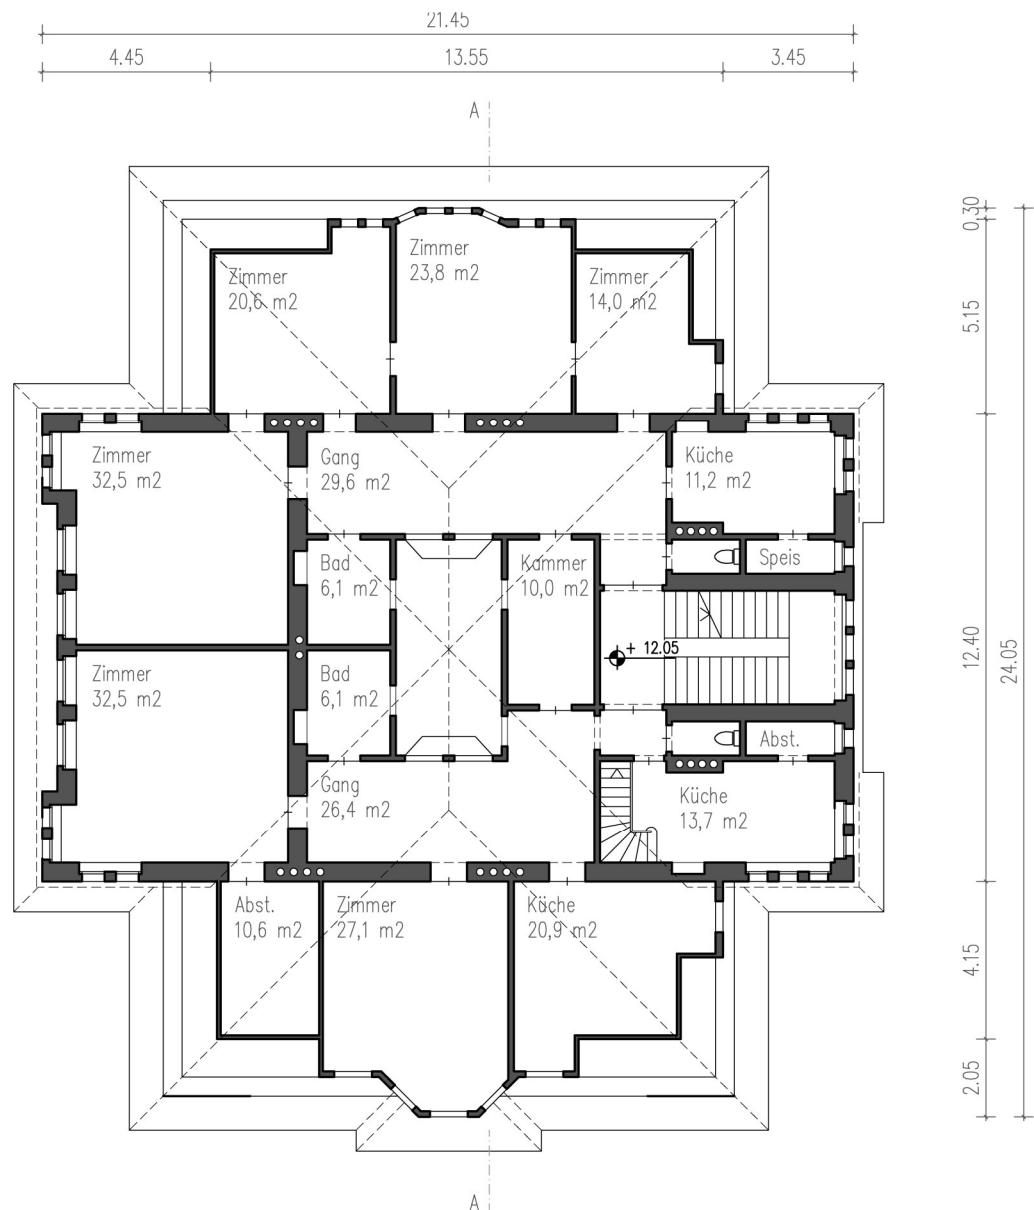 21.45
4.45
13.55
3.45
A
0,30
5.15
12.40
24.05
4.15
2.05
Zimmer
20,6 m2
Zimmer
23,8 m2
Zimmer
14,0 m2
Zimmer
32,5 m2
Gang
29,6 m2
Küche
11,2 m2
Bad
6,1 m2
Kammer
10,0 m2
Speis
+ 12.05
Zimmer
32,5 m2
Bad
6,1 m2
Abst.
Gang
26,4 m2
Küche
13,7 m2
Abst.
10,6 m2
Zimmer
27,1 m2
Küche
20,9 m2
A